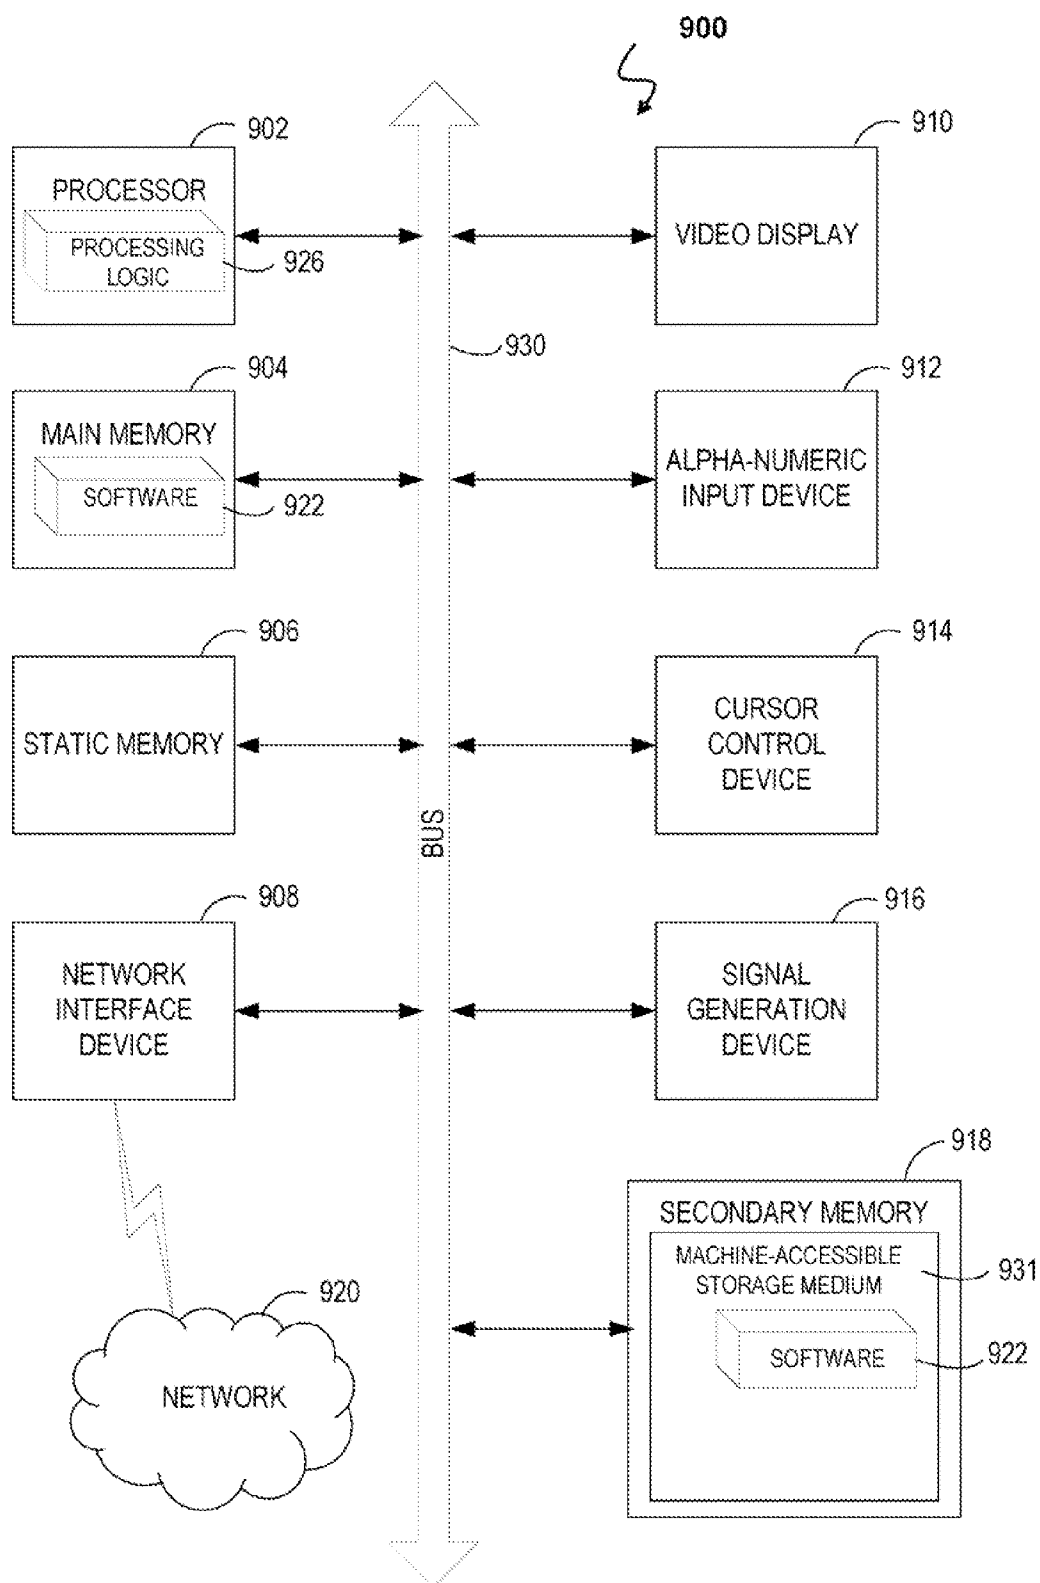 900
902
PROCESSOR
PROCESSING
LOGIC
926
910
VIDEO DISPLAY
930
904
MAIN MEMORY
SOFTWARE
922
912
ALPHA-NUMERIC
INPUT DEVICE
906
STATIC MEMORY
914
CURSOR
CONTROL
DEVICE
BUS
908
NETWORK
INTERFACE
DEVICE
916
SIGNAL
GENERATION
DEVICE
918
SECONDARY MEMORY
MACHINE-ACCESSIBLE
STORAGE MEDIUM
931
SOFTWARE
922
920
NETWORK